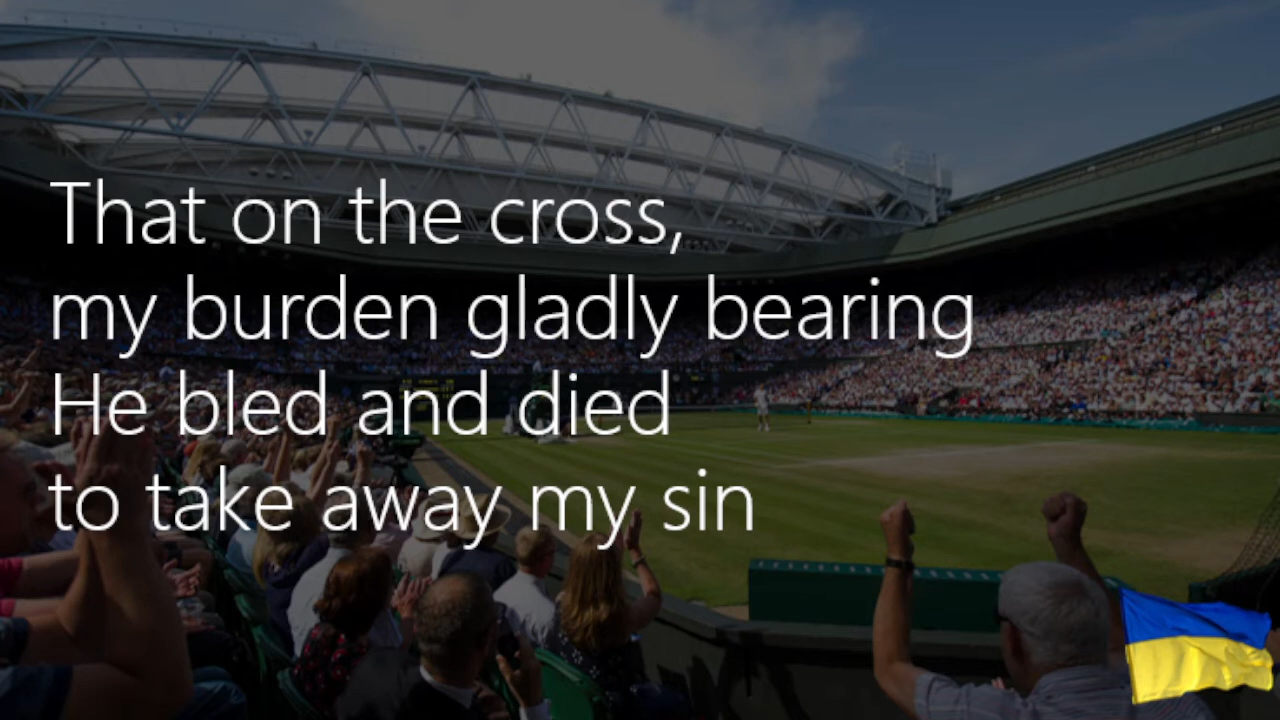 That on the cross,
my burden gladly bearing
He bled and died
to take away my sin